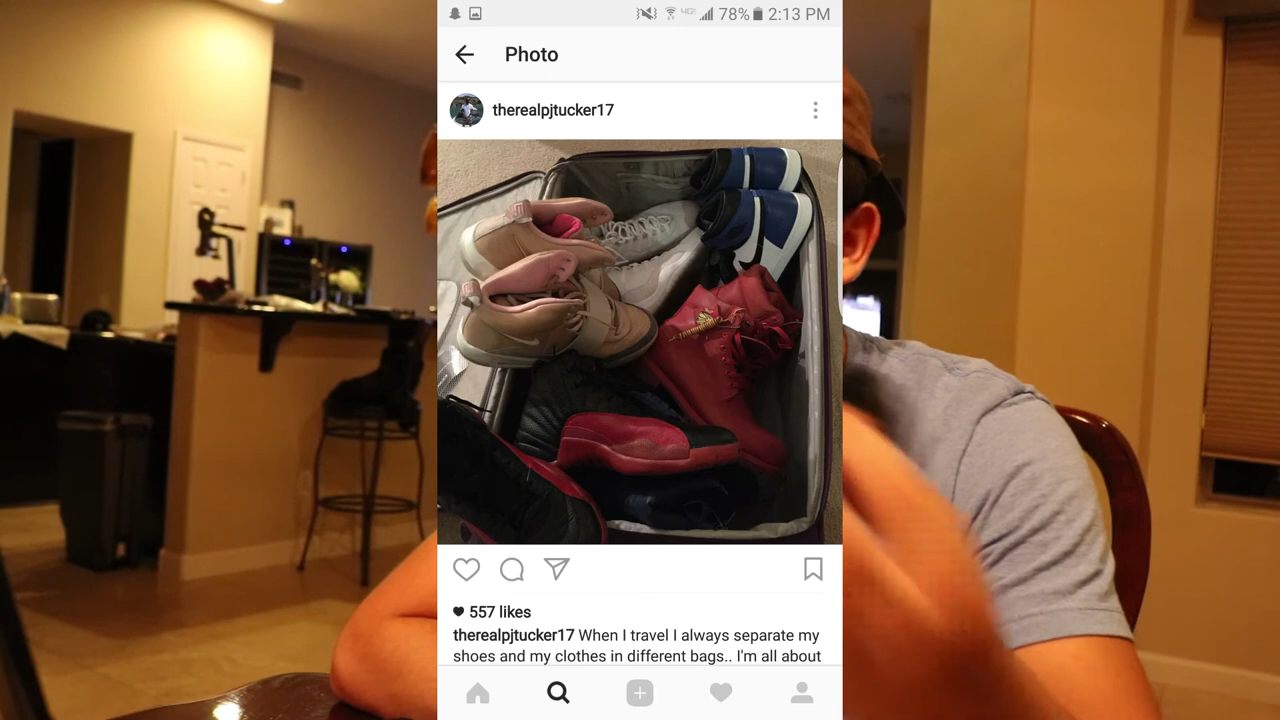 78% 2:13 PM
Photo
therealpjtucker17
557 likes
therealpjtucker17 When I travel I always separate my
shoes and my clothes in different bags.. I'm all about